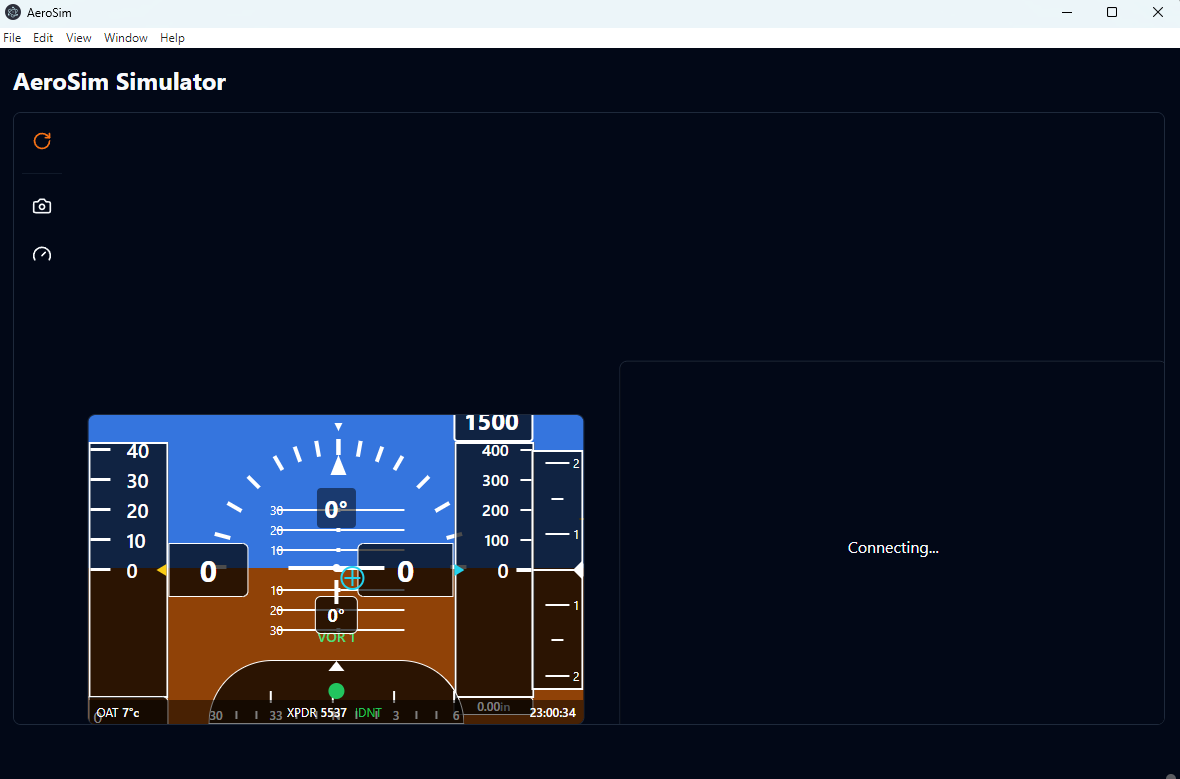 AeroSim
File Edit View Window Help
AeroSim Simulator
1500
40 400
30 300
20 200
10 100
0 0
2
1
1
2
0°
30
20
10
0 0
10
20
30
0°
VOR 1
Connecting...
OAT 7°c
XPDR 5537 IDNT
0.00in
23:00:34
30 33 3 6